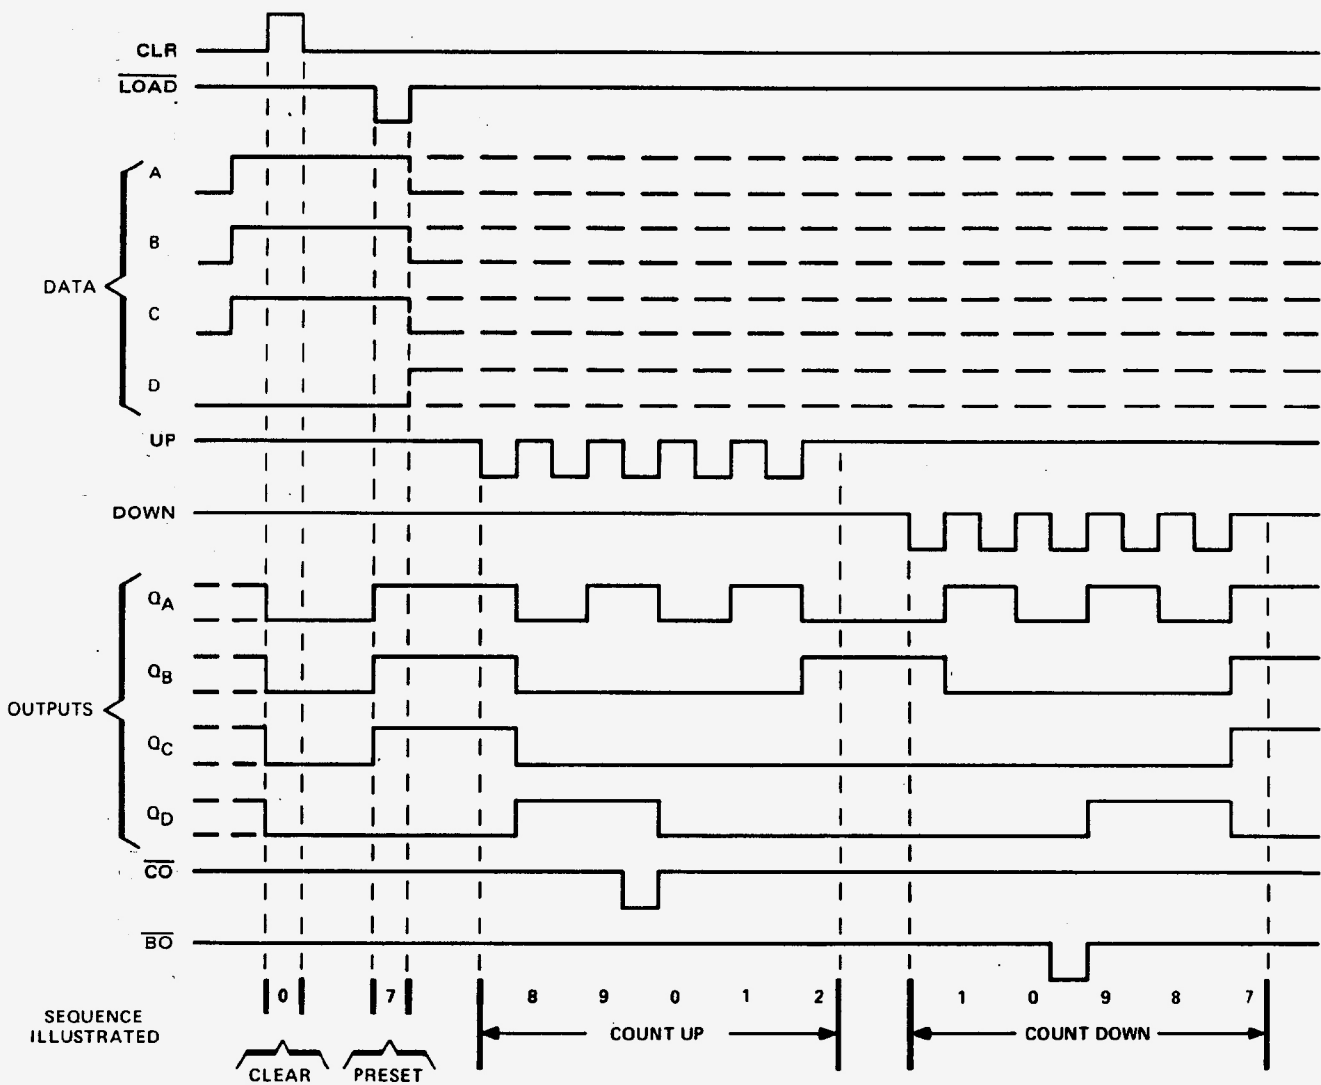 CLR
LOAD
A
B
DATA
C
D
UP
DOWN
QA
QB
OUTPUTS
QC
QD
CO
BO
SEQUENCE
ILLUSTRATED
0 7 8 9 0 1 2 1 0 9 8 7
COUNT UP COUNT DOWN
CLEAR PRESET